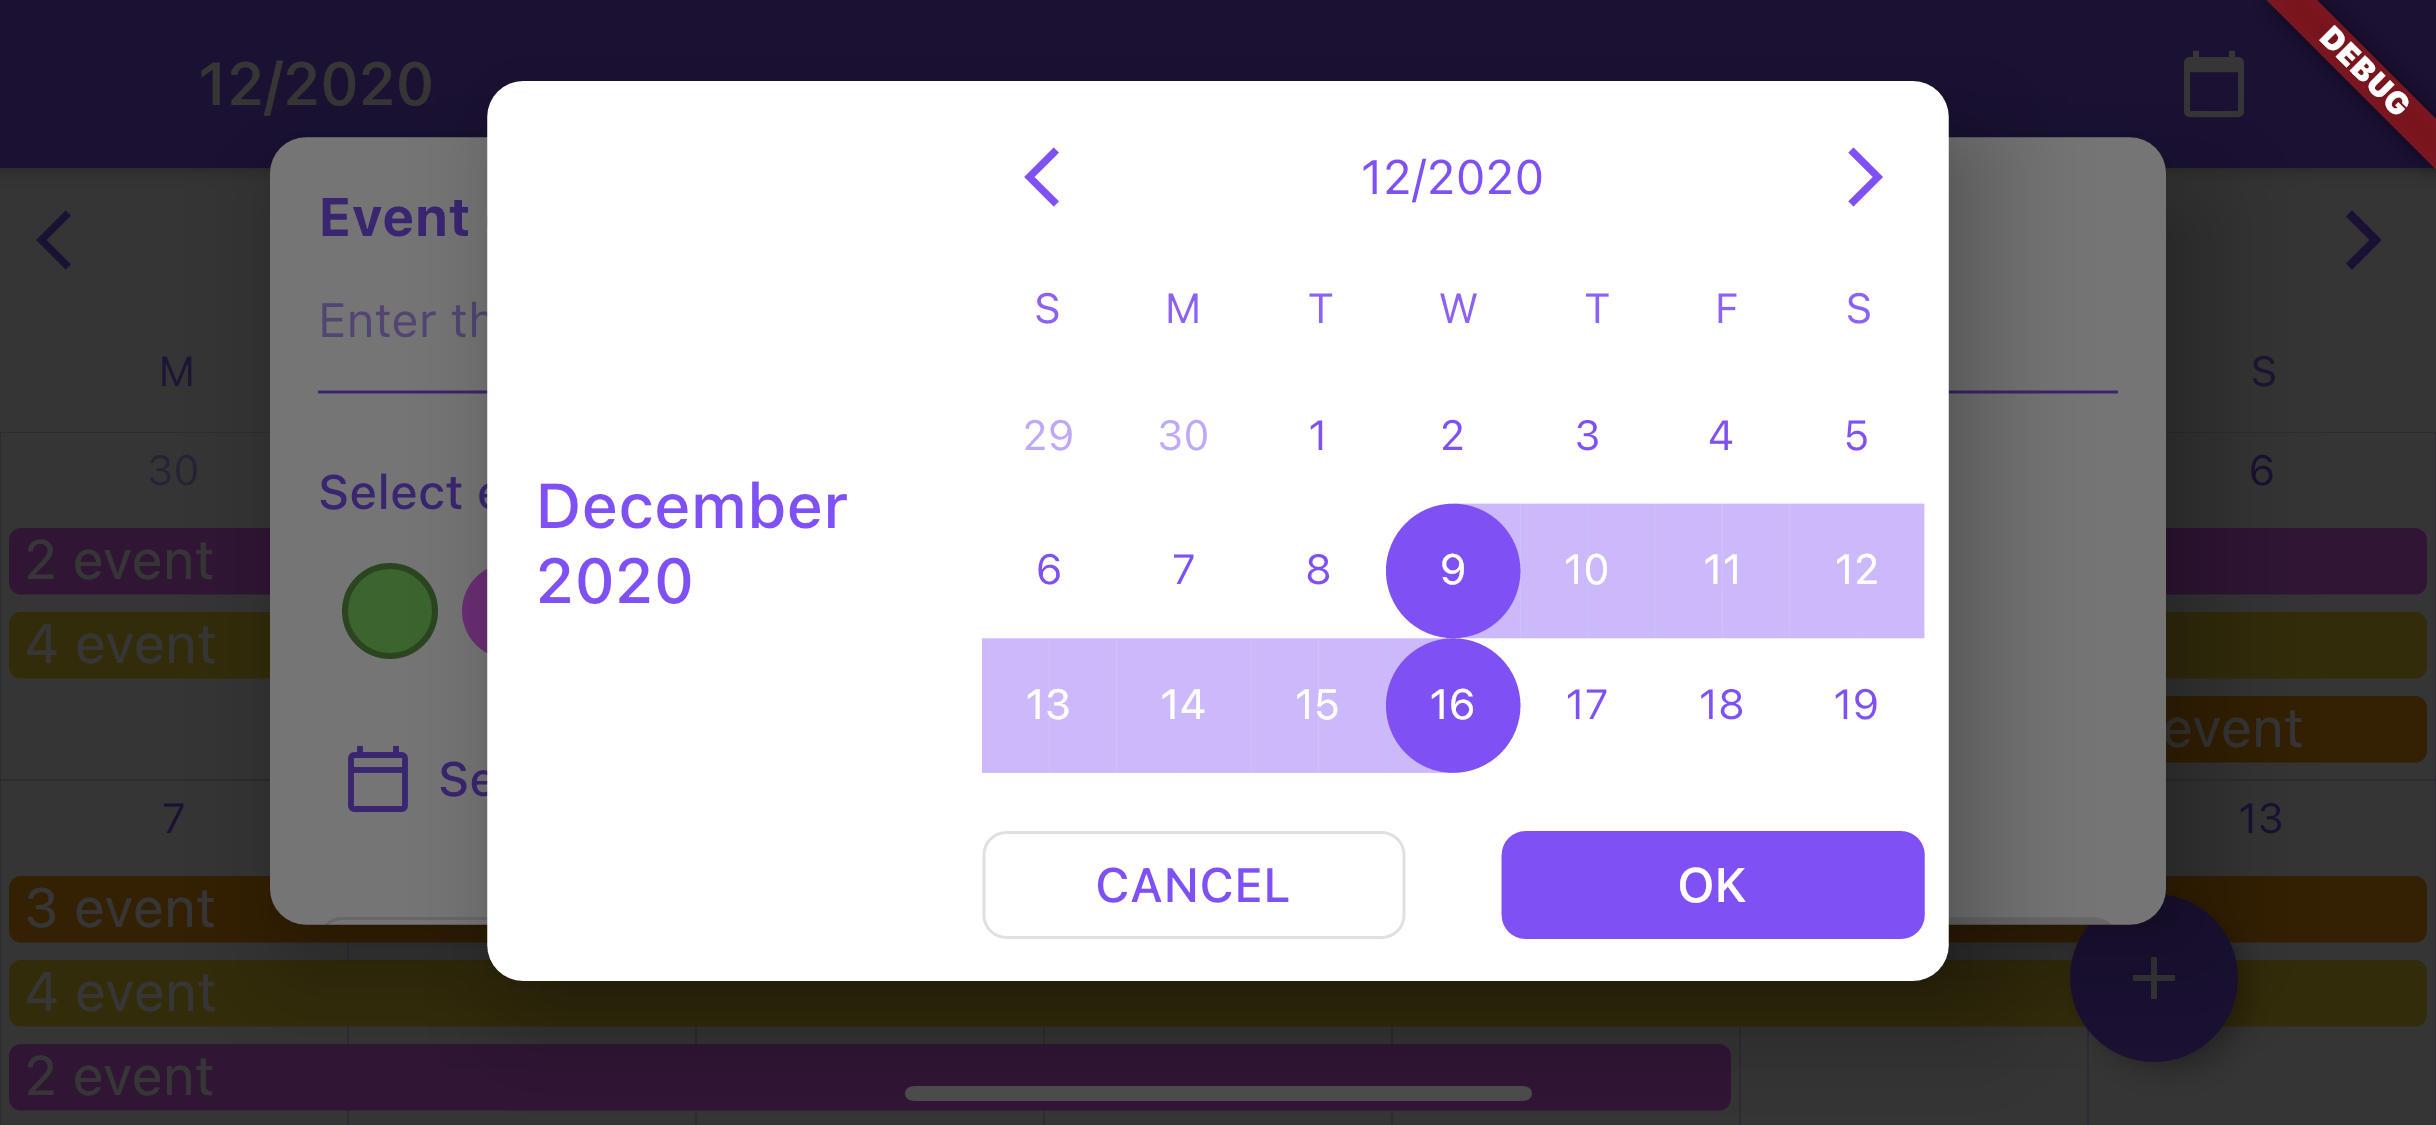 12/2020
DEBUG
Event
Enter th
Select e
Se
M
S
30
6
2 event
4 event
event
7
13
3 event
4 event
2 event
December
2020
12/2020
S M T W T F S
29 30 1 2 3 4 5
6 7 8 9 10 11 12
13 14 15 16 17 18 19
CANCEL OK